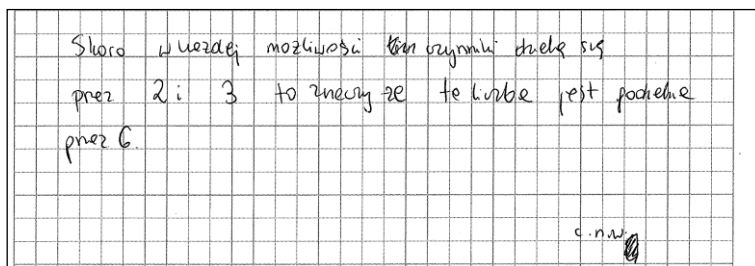 Skoro w każdej możliwości czynniki dzielą się
przez 2 i 3 to znaczy że ta liczba jest podzielna
przez 6.
c.n.w.